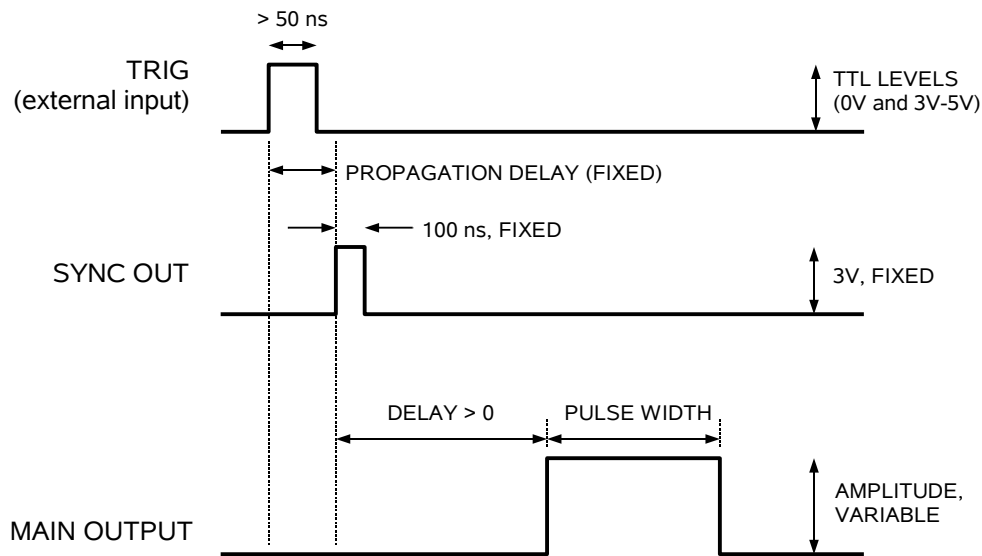 > 50 ns
TRIG
(external input)
TTL LEVELS
(0V and 3V-5V)
PROPAGATION DELAY (FIXED)
100 ns, FIXED
SYNC OUT
3V, FIXED
DELAY > 0
PULSE WIDTH
AMPLITUDE,
VARIABLE
MAIN OUTPUT